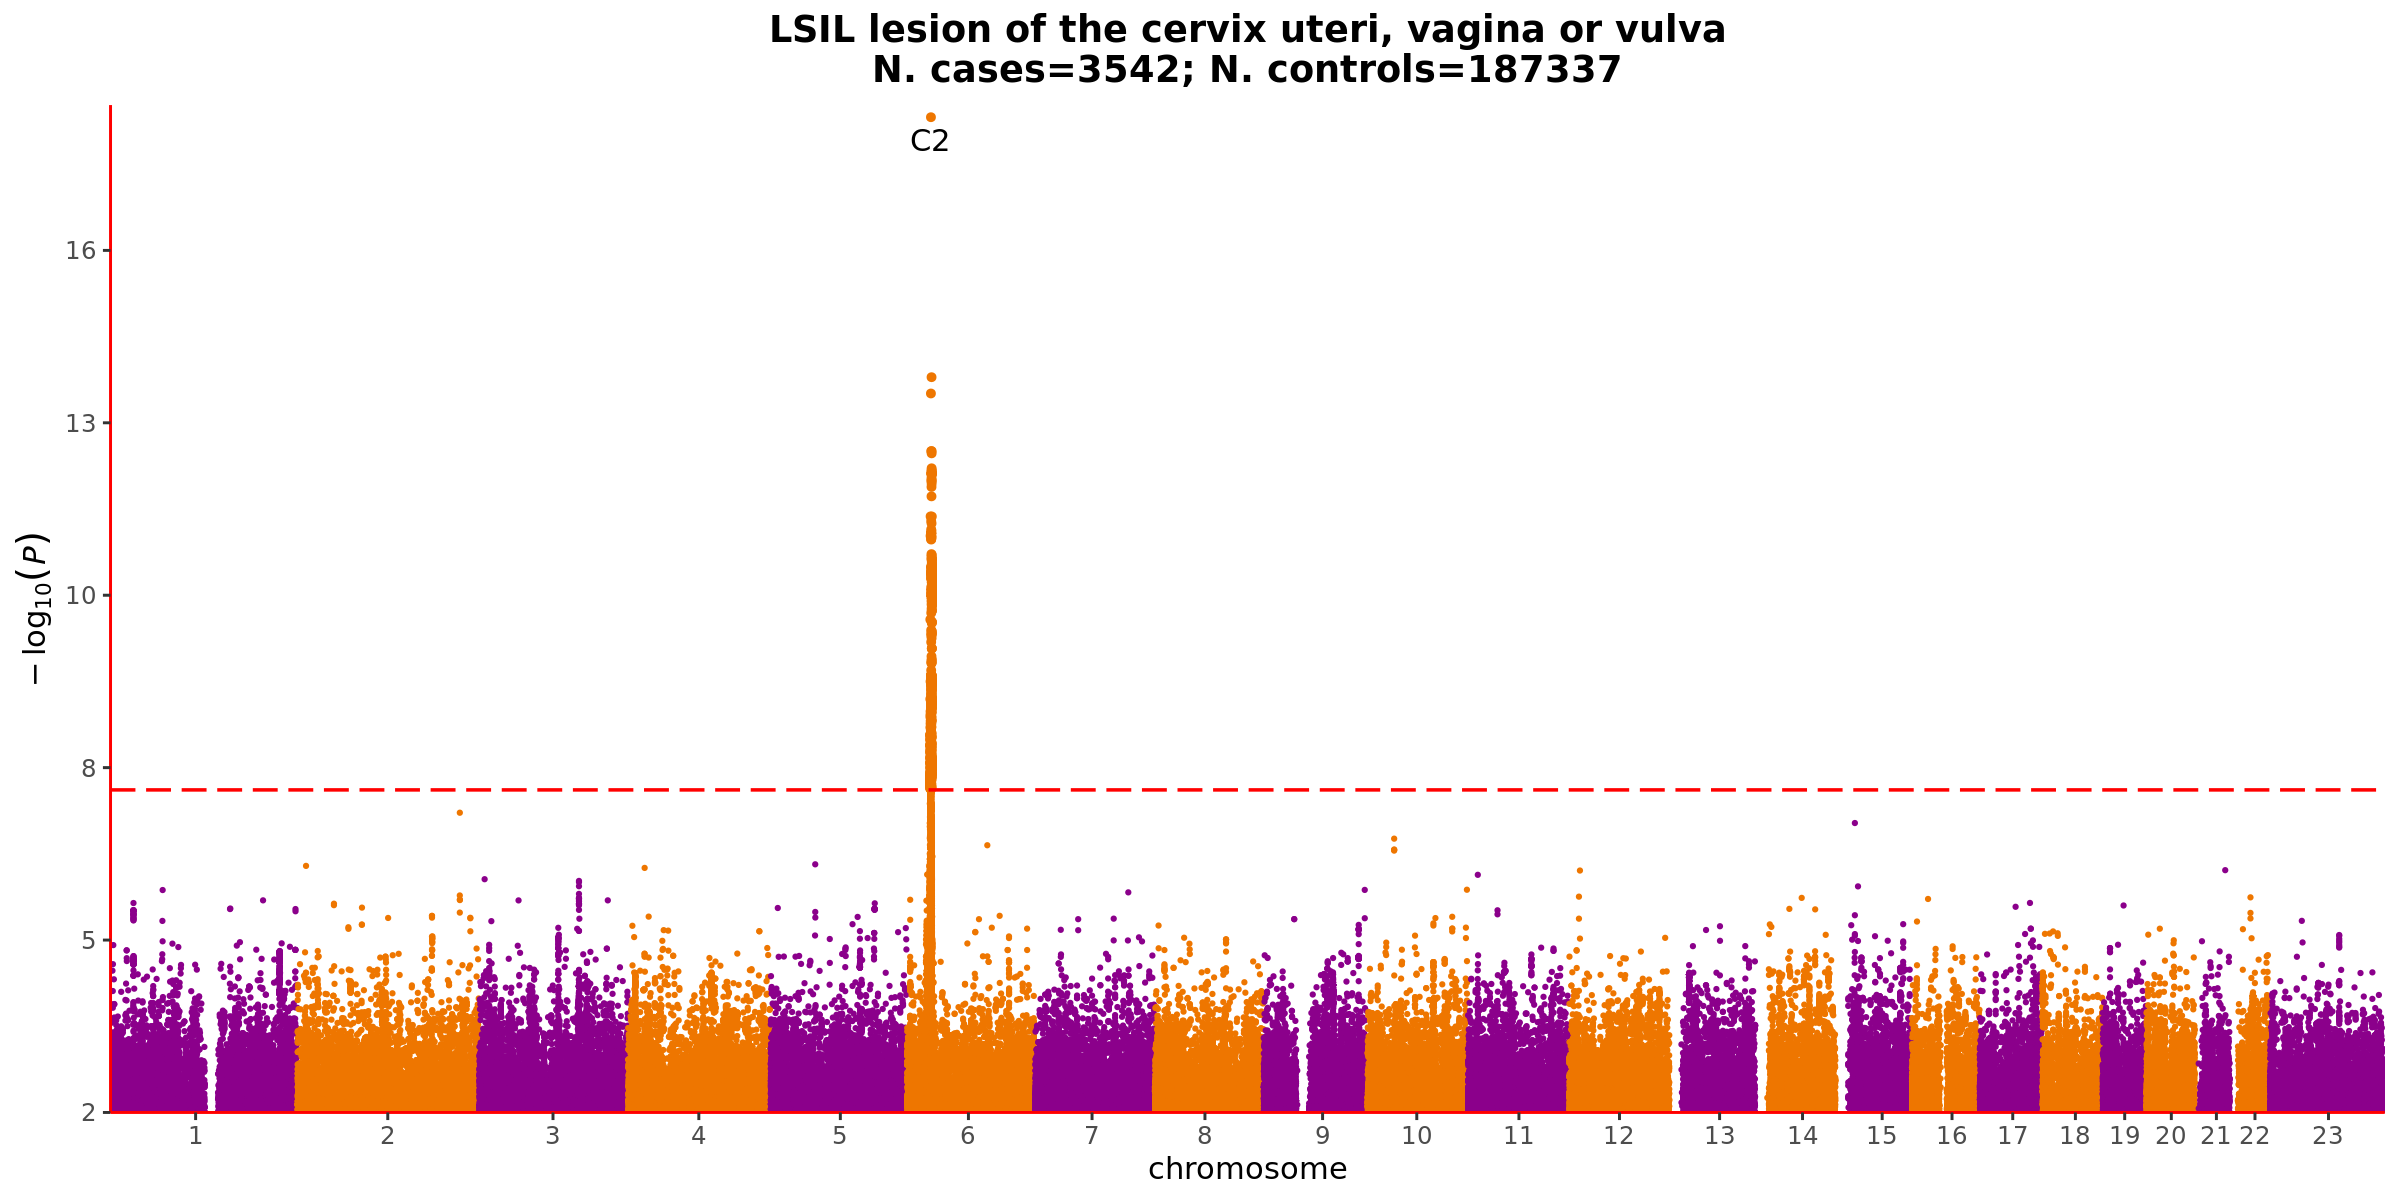 LSIL lesion of the cervix uteri, vagina or vulva
N. cases=3542; N. controls=187337
C2
16
13
10
8
5
2
−log₁₀(P)
1 2 3 4 5 6 7 8 9 10 11 12 13 14 15 16 17 18 19 20 21 22 23
chromosome